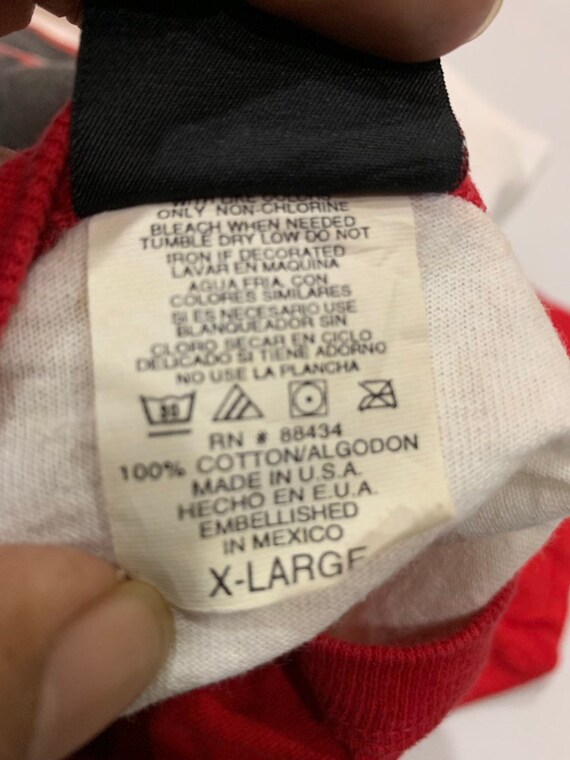 ONLY NON-CHLORINE
BLEACH WHEN NEEDED
TUMBLE DRY LOW DO NOT
IRON IF DECORATED
LAVAR EN MAQUINA
AGUA FRIA, CON
COLORES SIMILARES
SI ES NECESARIO USE
BLANQUEADOR SIN
CLORO SECAR EN CICLO
DELICADO SI TIENE ADORNO
NO USE LA PLANCHA
30
RN # 88434
100% COTTON/ALGODON
MADE IN U.S.A.
HECHO EN E.U.A.
EMBELLISHED
IN MEXICO
X-LARGE